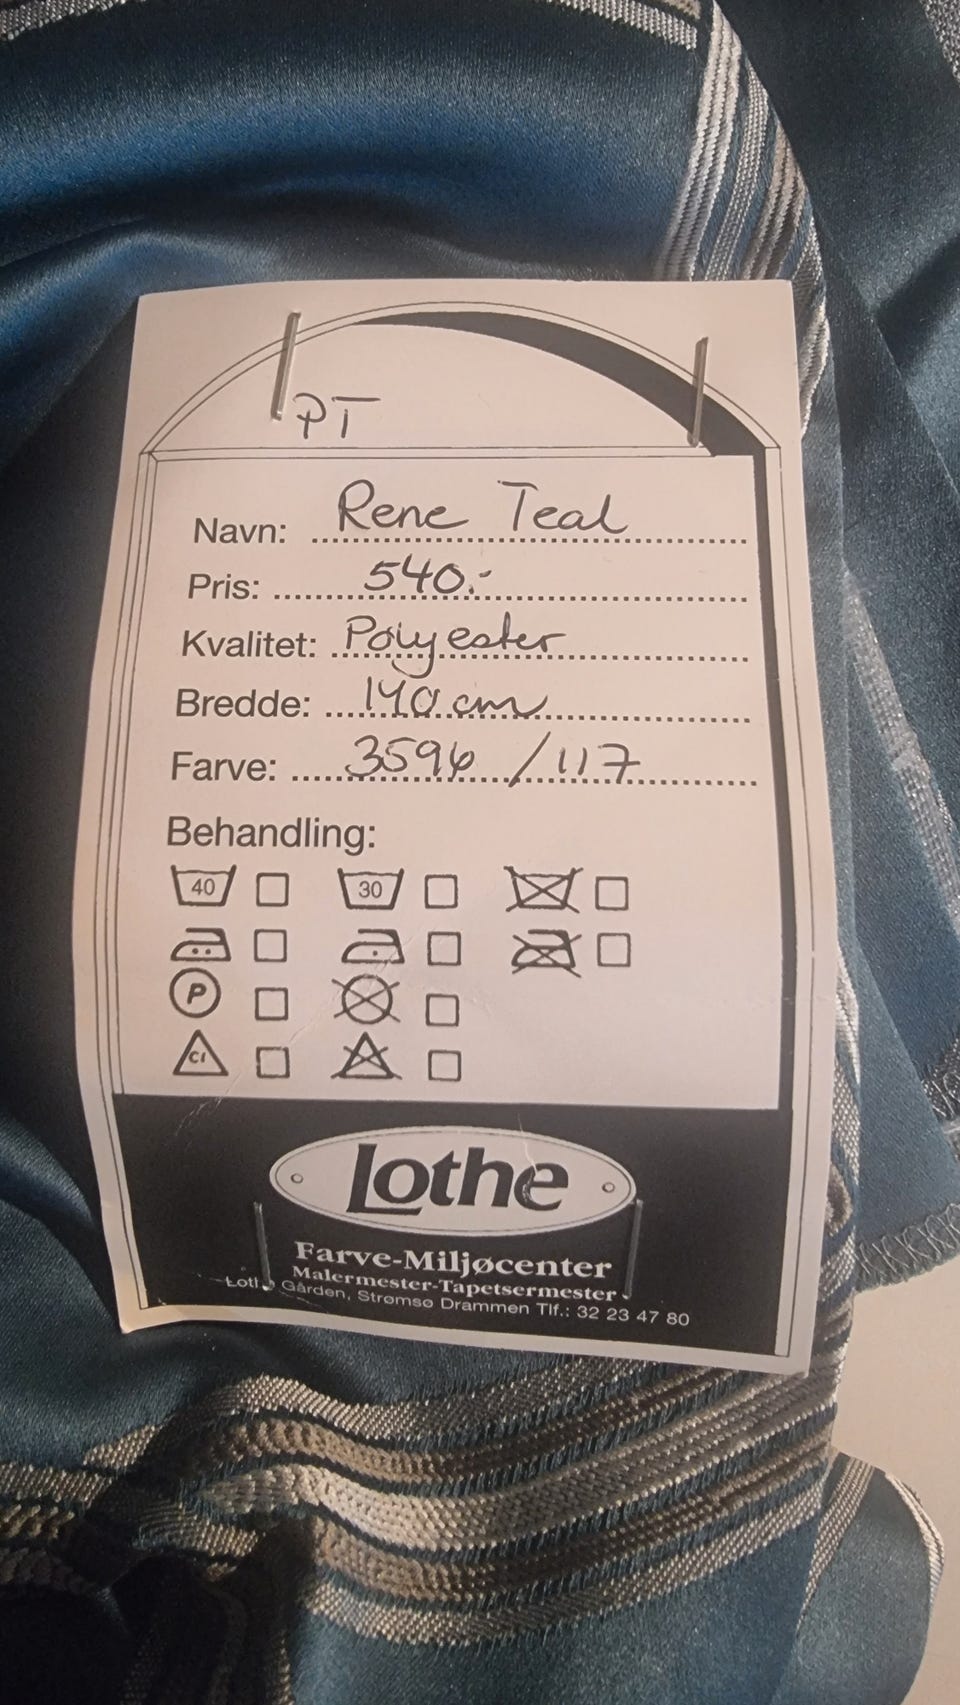 PT
Navn: Rene Teal
Pris: 540.-
Kvalitet: Polyester
Bredde: 140 cm
Farve: 3596 /117
Behandling:
40 30
P
Cl
Lothe
Farve-Miljøcenter
Malermester-Tapetsermester
Gården, Strømsø Drammen Tlf.: 32 23 47 80